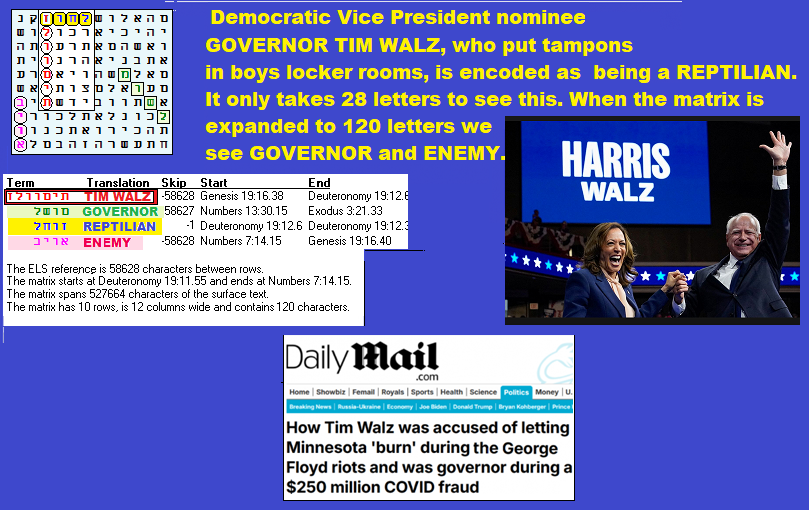 Democratic Vice President nominee
GOVERNOR TIM WALZ, who put tampons
in boys locker rooms, is encoded as being a REPTILIAN.
It only takes 28 letters to see this. When the matrix is
expanded to 120 letters we
see GOVERNOR and ENEMY.
HARRIS
WALZ
Term Translation Skip Start End
TIM WALZ -58628 Genesis 19:16.38 Deuteronomy 19:12.6
מושל GOVERNOR 58627 Numbers 13:30.15 Exodus 3:21.33
זוחל REPTILIAN -1 Deuteronomy 19:12.6 Deuteronomy 19:12.3
אויב ENEMY -58628 Numbers 7:14.15 Genesis 19:16.40
The ELS reference is 58628 characters between rows.
The matrix starts at Deuteronomy 19:11.55 and ends at Numbers 7:14.15.
The matrix spans 527664 characters of the surface text.
The matrix has 10 rows, is 12 columns wide and contains 120 characters.
Daily Mail
.com
Home Showbiz Femail Royals Sports Health Science Politics Money U.
Breaking News Russia-Ukraine Economy Joe Biden Donald Trump Bryan Kohberger Prince
How Tim Walz was accused of letting
Minnesota 'burn' during the George
Floyd riots and was governor during a
$250 million COVID fraud